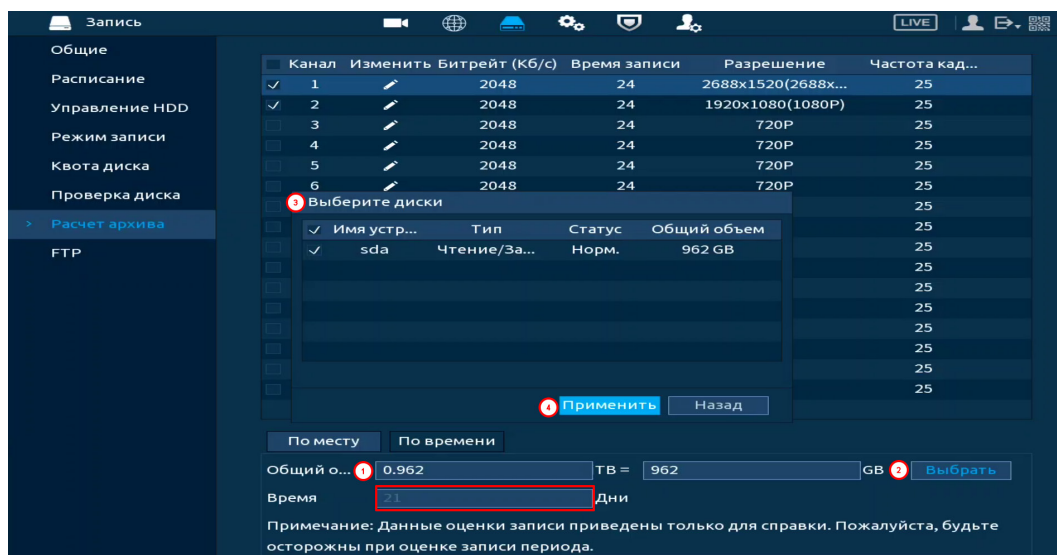 Запись LIVE
Общие
Расписание
Управление HDD
Режим записи
Квота диска
Проверка диска
> Расчет архива
FTP
Канал Изменить Битрейт (Кб/с) Время записи Разрешение Частота кад...
1 2048 24 2688x1520(2688x... 25
2 2048 24 1920x1080(1080P) 25
3 2048 24 720P 25
4 2048 24 720P 25
5 2048 24 720P 25
6 2048 24 720P 25
25
25
25
25
25
25
25
25
25
25
3 Выберите диски
Имя устр... Тип Статус Общий объем
sda Чтение/За... Норм. 962 GB
4 Применить Назад
По месту По времени
Общий о... 1 0.962 TB = 962 GB 2 Выбрать
Время 21 Дни
Примечание: Данные оценки записи приведены только для справки. Пожалуйста, будьте
осторожны при оценке записи периода.